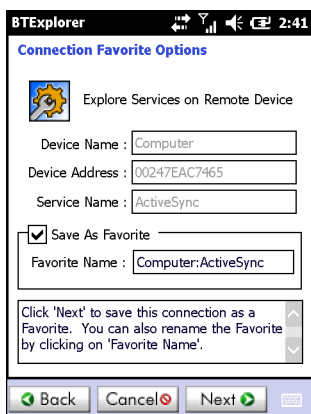 BTExplorer 2:41
Connection Favorite Options
Explore Services on Remote Device
Device Name : Computer
Device Address : 00247EAC7465
Service Name : ActiveSync
Save As Favorite
Favorite Name : Computer:ActiveSync
Click 'Next' to save this connection as a
Favorite. You can also rename the Favorite
by clicking on 'Favorite Name'.
Back Cancel Next